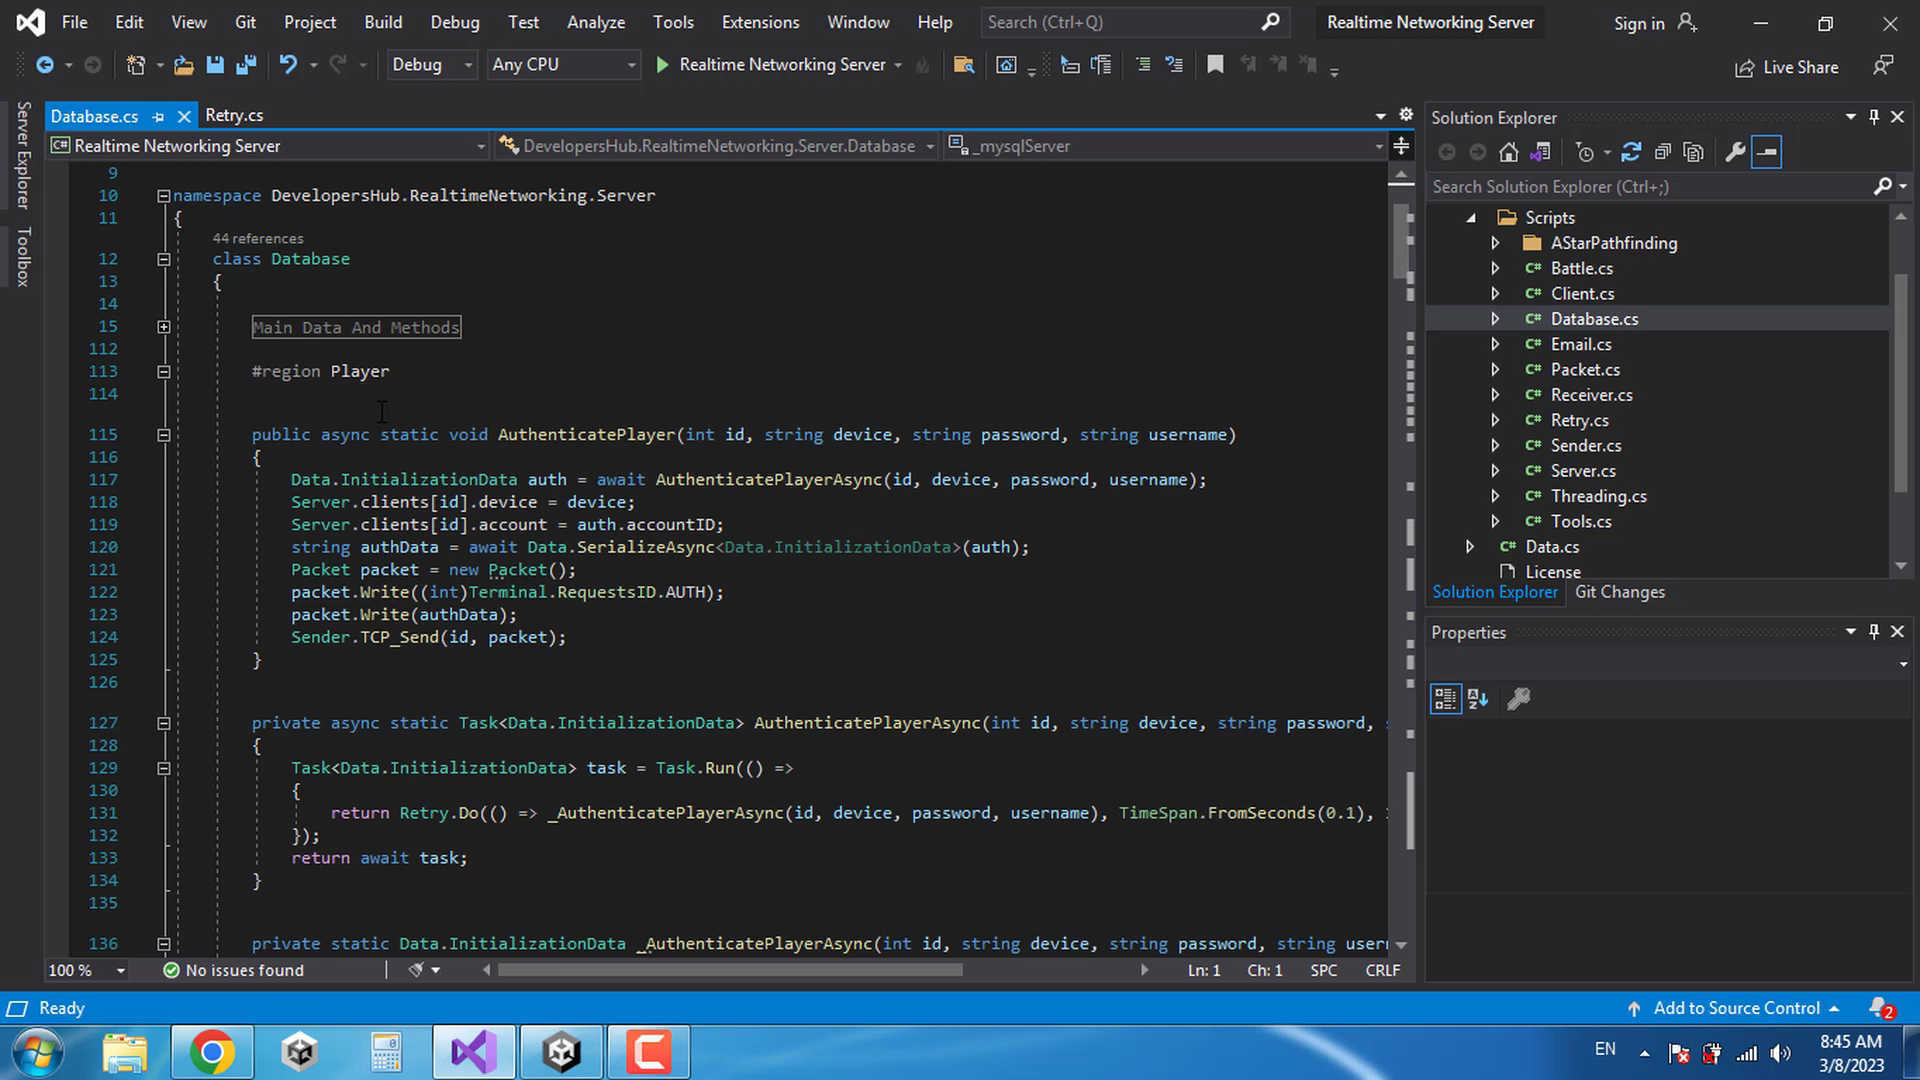 File Edit View Git Project Build Debug Test Analyze Tools Extensions Window Help Search (Ctrl+Q) Realtime Networking Server Sign in
Debug Any CPU Realtime Networking Server Live Share
Server Explorer
Toolbox
Database.cs Retry.cs
Realtime Networking Server DevelopersHub.RealtimeNetworking.Server.Database _mysqlServer
9
10 namespace DevelopersHub.RealtimeNetworking.Server
11 {
44 references
12 class Database
13 {
14
15 Main Data And Methods
112
113 #region Player
114
115 public async static void AuthenticatePlayer(int id, string device, string password, string username)
116 {
117 Data.InitializationData auth = await AuthenticatePlayerAsync(id, device, password, username);
118 Server.clients[id].device = device;
119 Server.clients[id].account = auth.accountID;
120 string authData = await Data.SerializeAsync<Data.InitializationData>(auth);
121 Packet packet = new Packet();
122 packet.Write((int)Terminal.RequestsID.AUTH);
123 packet.Write(authData);
124 Sender.TCP_Send(id, packet);
125 }
126
127 private async static Task<Data.InitializationData> AuthenticatePlayerAsync(int id, string device, string password,
128 {
129 Task<Data.InitializationData> task = Task.Run(() =>
130 {
131 return Retry.Do(() => _AuthenticatePlayerAsync(id, device, password, username), TimeSpan.FromSeconds(0.1),
132 });
133 return await task;
134 }
135
136 private static Data.InitializationData _AuthenticatePlayerAsync(int id, string device, string password, string usern
100 % No issues found Ln: 1 Ch: 1 SPC CRLF
Solution Explorer
Search Solution Explorer (Ctrl+;)
Scripts
AStarPathfinding
C# Battle.cs
C# Client.cs
C# Database.cs
C# Email.cs
C# Packet.cs
C# Receiver.cs
C# Retry.cs
C# Sender.cs
C# Server.cs
C# Threading.cs
C# Tools.cs
C# Data.cs
License
Solution Explorer Git Changes
Properties
Ready Add to Source Control 2
EN 8:45 AM
3/8/2023